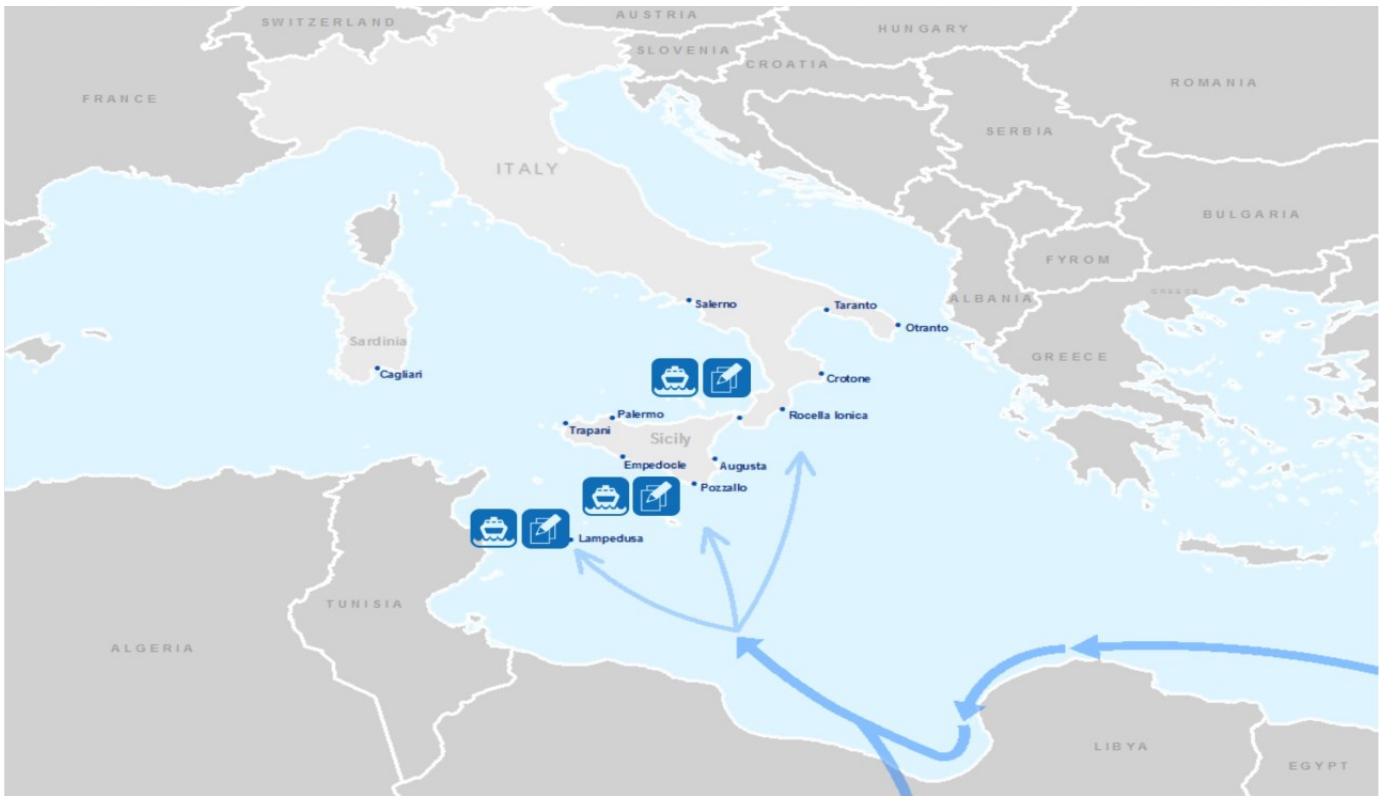 AUSTRIA
SWITZERLAND
HUNGARY
SLOVENIA
CROATIA
ROMANIA
FRANCE
SERBIA
ITALY
BULGARIA
FYROM
GREECE
ALBANIA
Salerno
Taranto
Otranto
Sardinia
GREECE
Cagliari
Crotone
Palermo
Rocella Ionica
Trapani
Sicily
Empedocle
Augusta
Pozzallo
Lampedusa
TUNISIA
ALGERIA
LIBYA
EGYPT